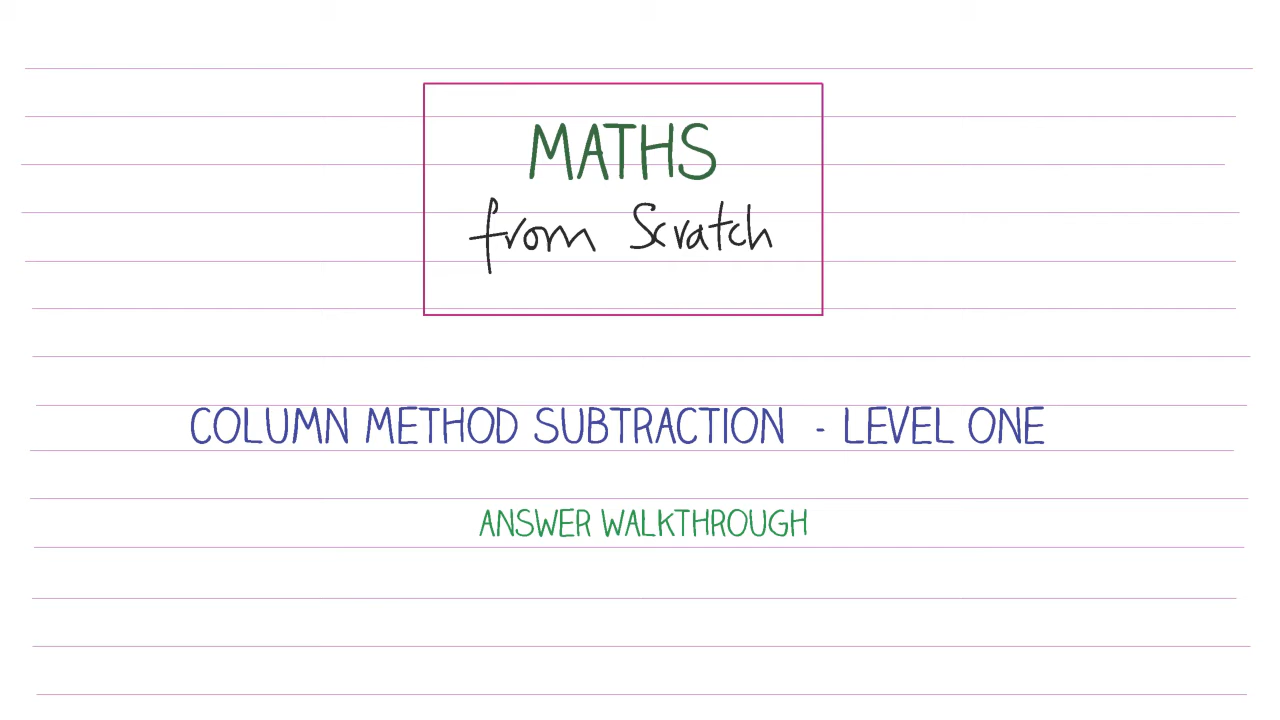 MATHS
from Scratch
COLUMN METHOD SUBTRACTION - LEVEL ONE
ANSWER WALKTHROUGH